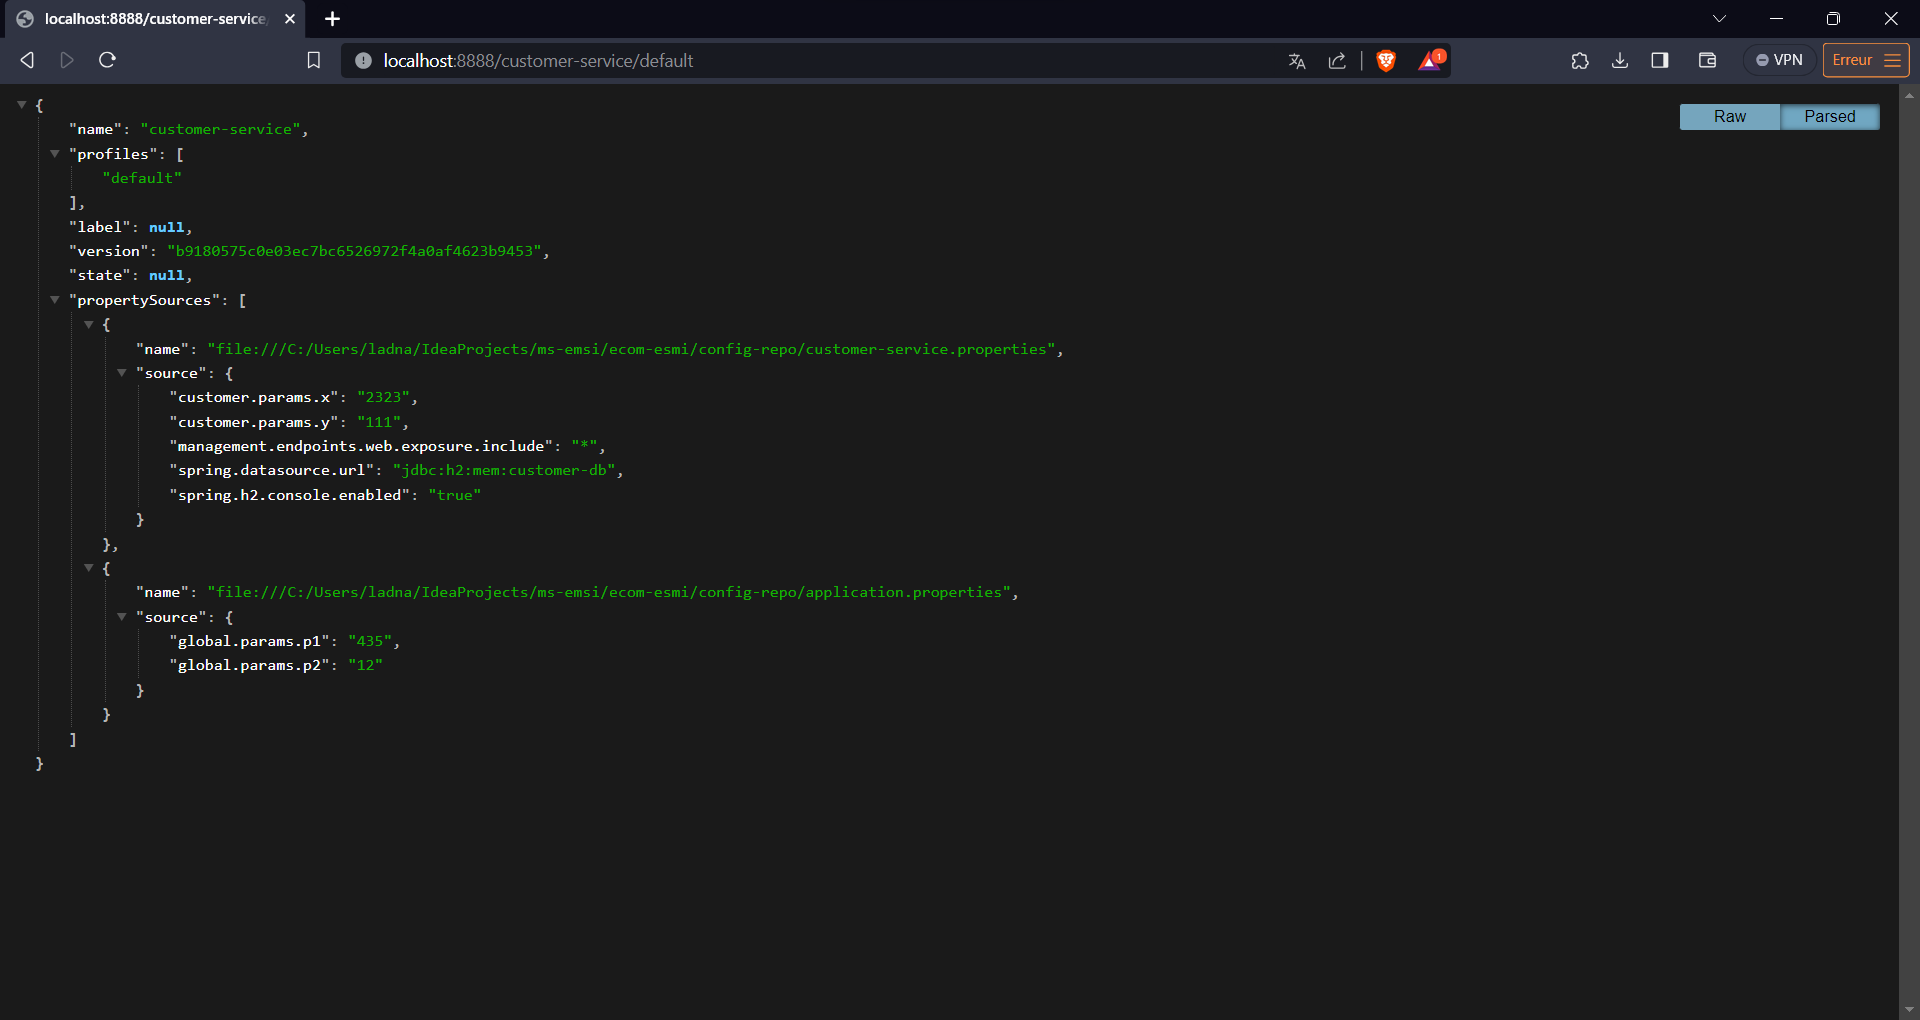 localhost:8888/customer-service/
localhost:8888/customer-service/default
1
VPN
Erreur
Raw
Parsed
{
"name": "customer-service",
"profiles": [
"default"
],
"label": null,
"version": "b9180575c0e03ec7bc6526972f4a0af4623b9453",
"state": null,
"propertySources": [
{
"name": "file:///C:/Users/ladna/IdeaProjects/ms-emsi/ecom-esmi/config-repo/customer-service.properties",
"source": {
"customer.params.x": "2323",
"customer.params.y": "111",
"management.endpoints.web.exposure.include": "*",
"spring.datasource.url": "jdbc:h2:mem:customer-db",
"spring.h2.console.enabled": "true"
}
},
{
"name": "file:///C:/Users/ladna/IdeaProjects/ms-emsi/ecom-esmi/config-repo/application.properties",
"source": {
"global.params.p1": "435",
"global.params.p2": "12"
}
}
]
}